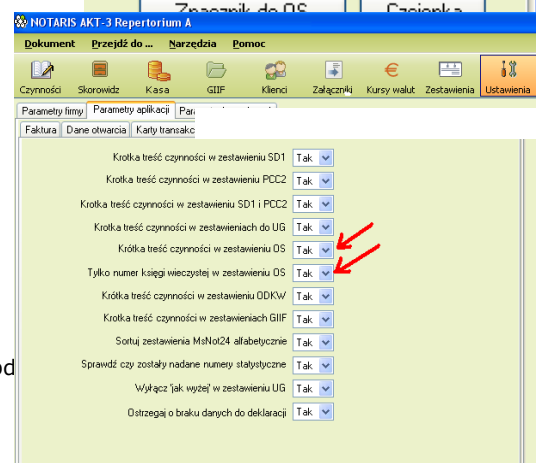 Znacznik do OS Czcionka
NOTARIS AKT-3 Repertorium A
Dokument Przejdź do ... Narzędzia Pomoc
Czynności Skorowidz Kasa GIIF Klienci Załączniki Kursy walut Zestawienia Ustawienia
Parametry firmy Parametry aplikacji
Faktura Dane otwarcia Karty transakc
Krotka treść czynności w zestawieniu SD1 Tak
Krotka treść czynności w zestawieniu PCC2 Tak
Krotka treść czynności w zestawieniu SD1 i PCC2 Tak
Krotka treść czynności w zestawieniach do UG Tak
Krótka treść czynności w zestawieniu OS Tak
Tylko numer księgi wieczystej w zestawieniu OS Tak
Krótka treść czynności w zestawieniu ODKW Tak
Krotka treść czynności w zestawieniach GIIF Tak
Sortuj zestawienia MsNot24 alfabetycznie Tak
od
Sprawdź czy zostały nadane numery statystyczne Tak
Wyłącz 'jak wyżej' w zestawieniu UG Tak
Ostrzegaj o braku danych do deklaracji Tak